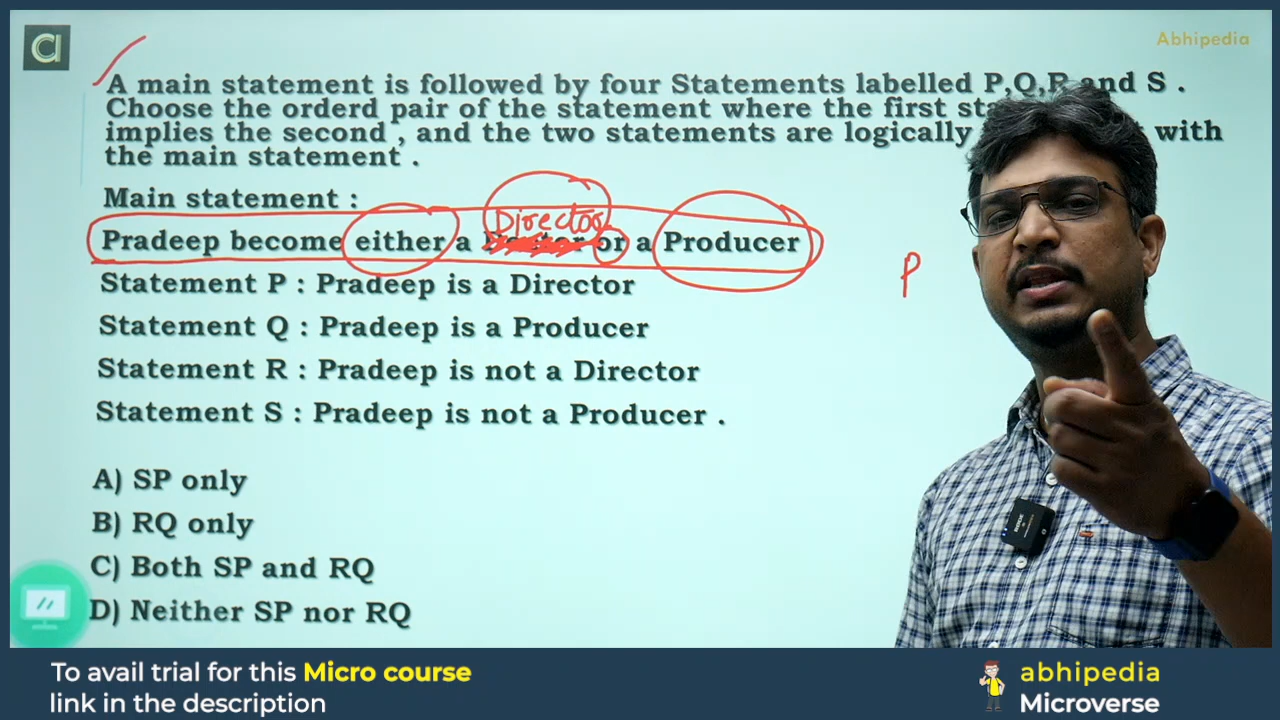 Abhipedia
A main statement is followed by four Statements labelled P,Q,R and S .
Choose the orderd pair of the statement where the first
implies the second , and the two statements are logically with
the main statement .
Main statement :
Director
Pradeep become either a or a Producer
Statement P : Pradeep is a Director
P
Statement Q : Pradeep is a Producer
Statement R : Pradeep is not a Director
Statement S : Pradeep is not a Producer .
A) SP only
B) RQ only
C) Both SP and RQ
D) Neither SP nor RQ
To avail trial for this Micro course
link in the description
abhipedia
Microverse